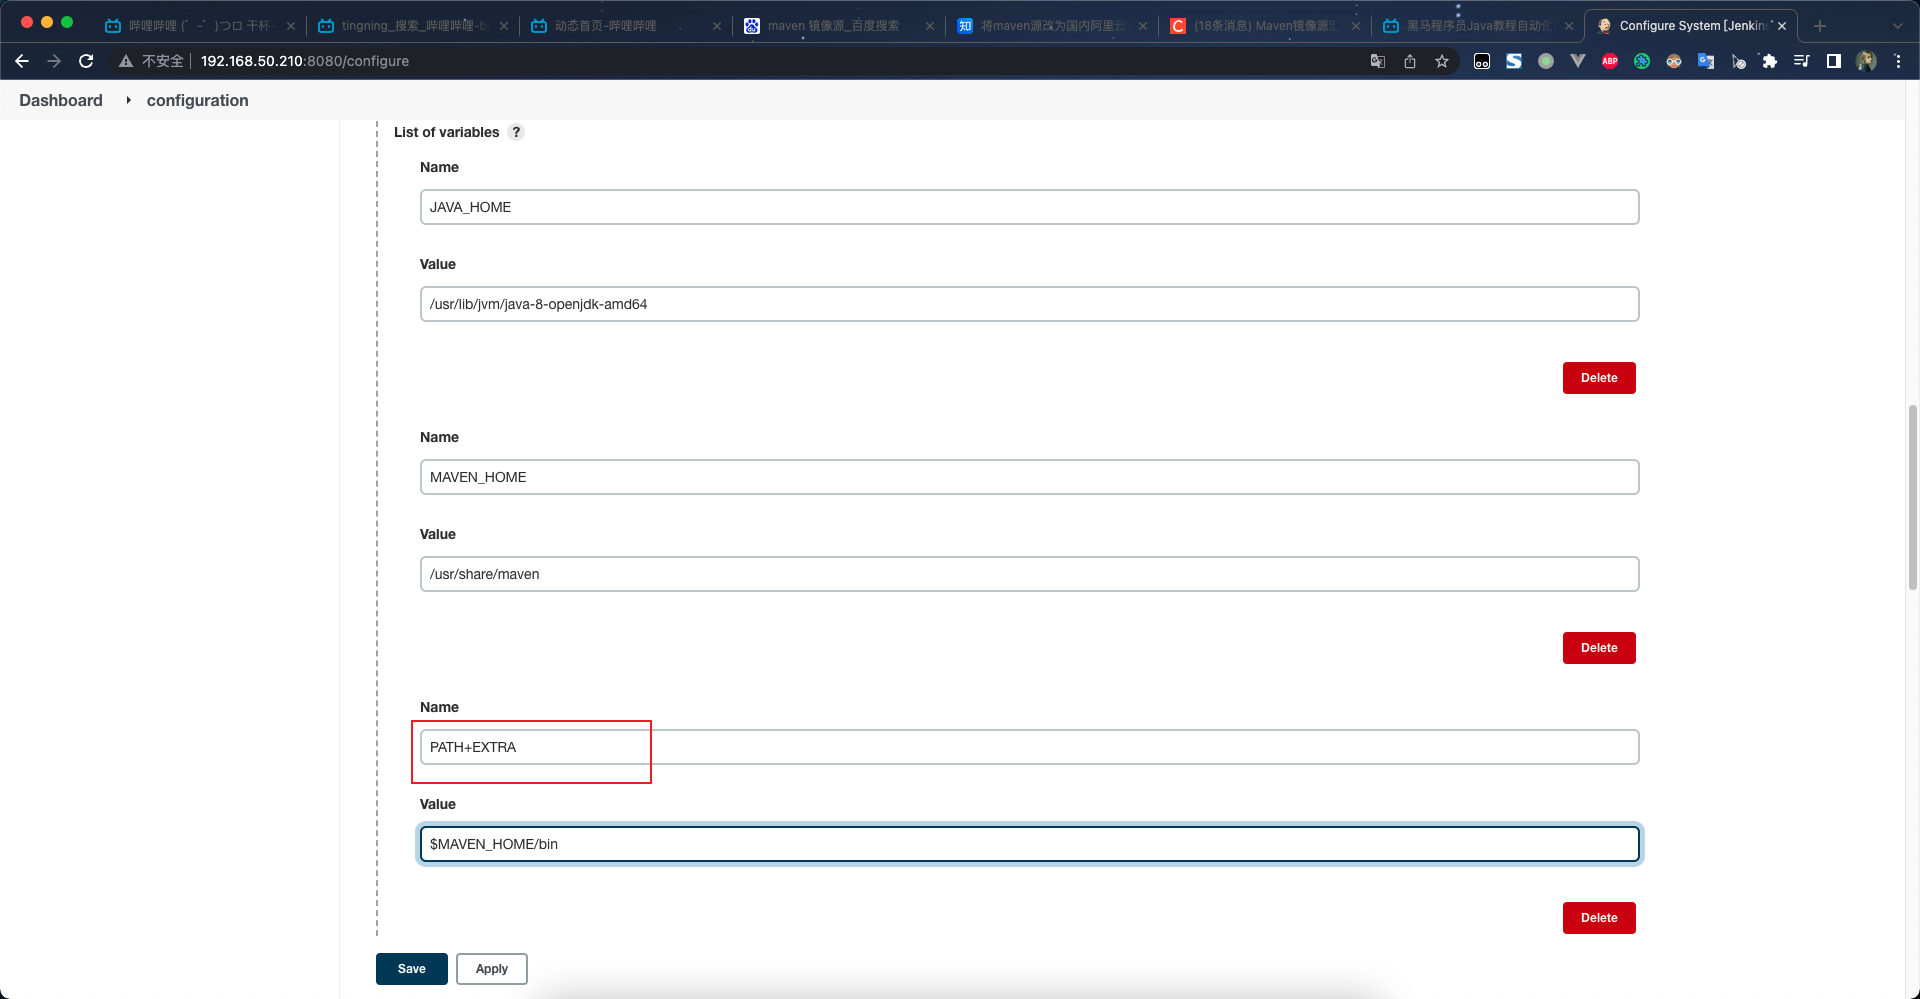 哔哩哔哩 (゜-゜)つロ 干杯-
tingning_搜索_哔哩哔哩-bi
动态首页-哔哩哔哩
maven 镜像源_百度搜索
知
将maven源改为国内阿里云
C
(18条消息) Maven镜像源汇
黑马程序员Java教程自动化
Configure System [Jenkins
不安全
192.168.50.210:8080/configure
ABP
Dashboard
configuration
List of variables ?
Name
JAVA_HOME
Value
/usr/lib/jvm/java-8-openjdk-amd64
Delete
Name
MAVEN_HOME
Value
/usr/share/maven
Delete
Name
PATH+EXTRA
Value
$MAVEN_HOME/bin
Delete
Save
Apply